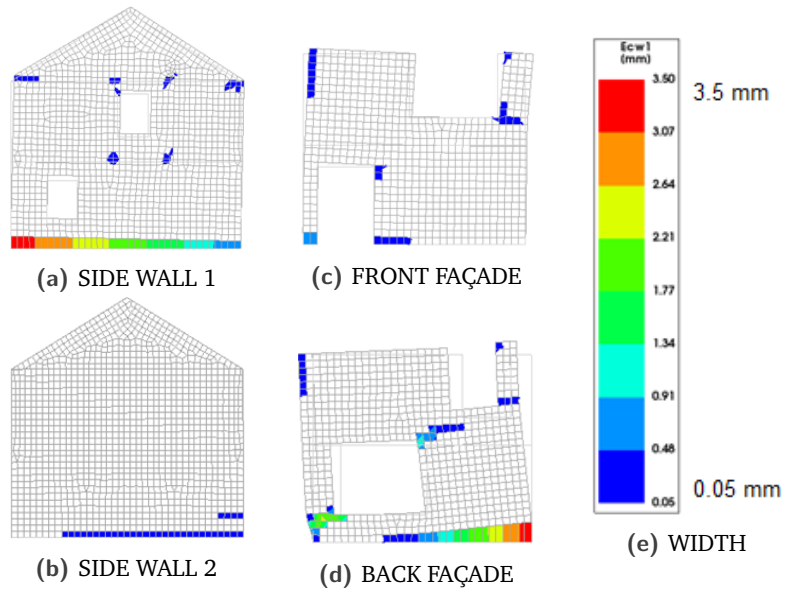 (a) SIDE WALL 1
(c) FRONT FAÇADE
(b) SIDE WALL 2
(d) BACK FAÇADE
Ecw1
(mm)
3.50
3.07
2.64
2.21
1.77
1.34
0.91
0.48
0.05
3.5 mm
0.05 mm
(e) WIDTH